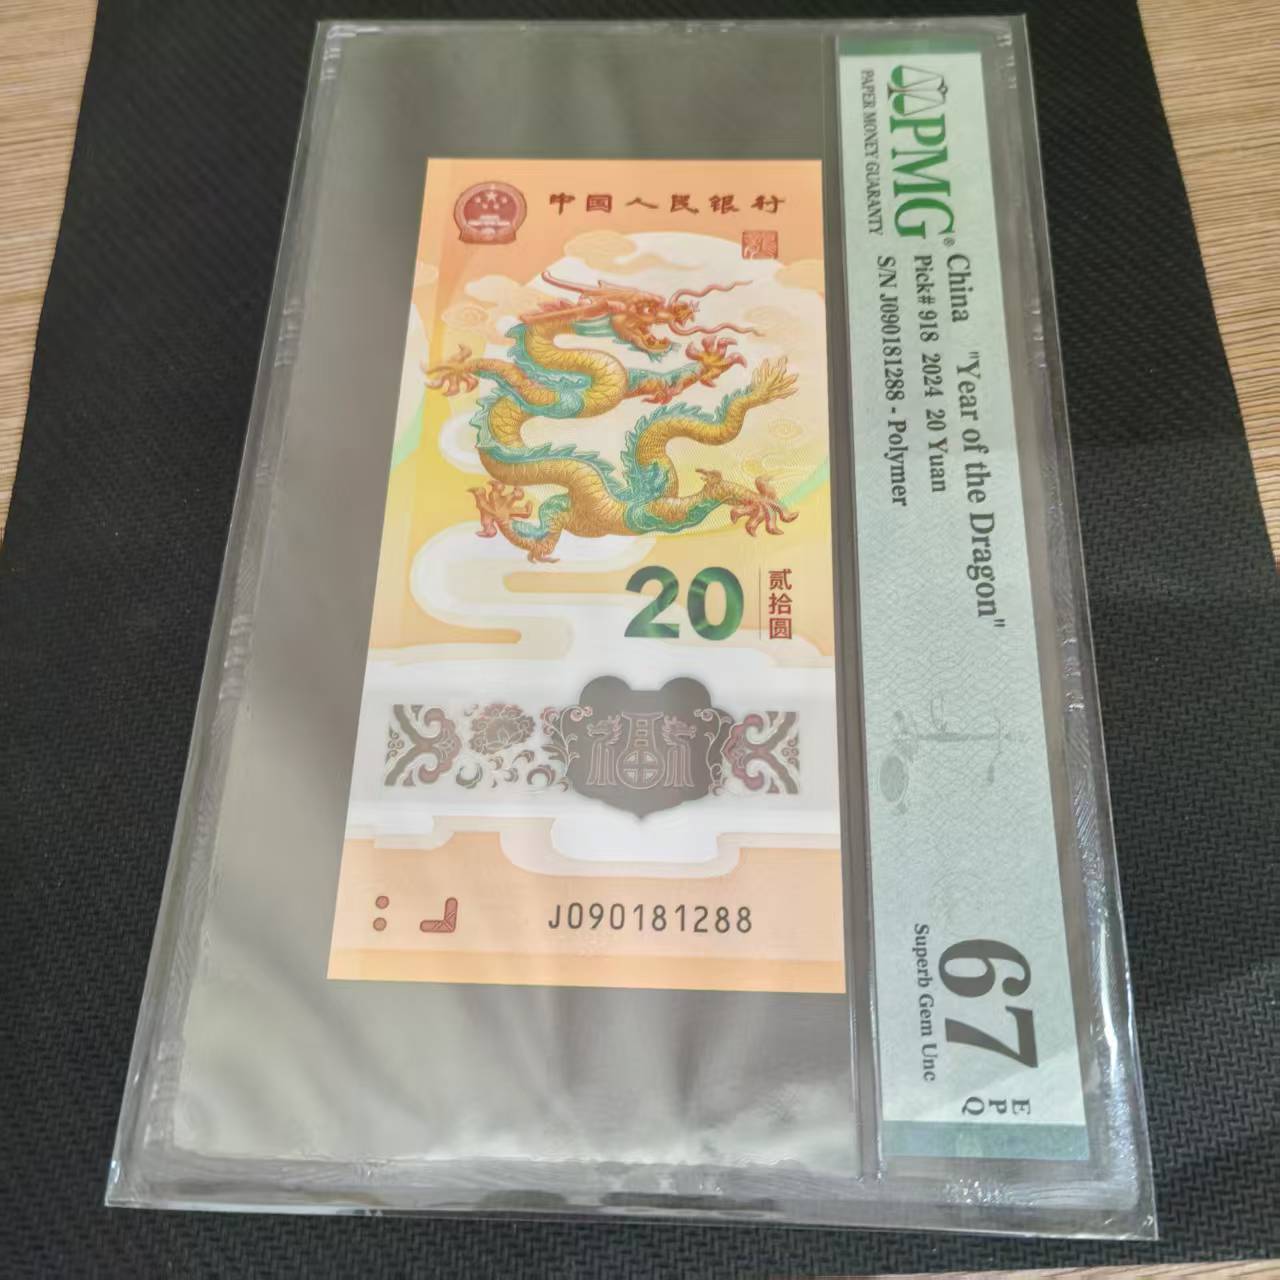 中国人民银行
20
贰拾圆
J090181288
PMG®
PAPER MONEY GUARANTY
China "Year of the Dragon"
Pick# 918 2024 20 Yuan
S/N J090181288 - Polymer
67
EPQ
Superb Gem Unc